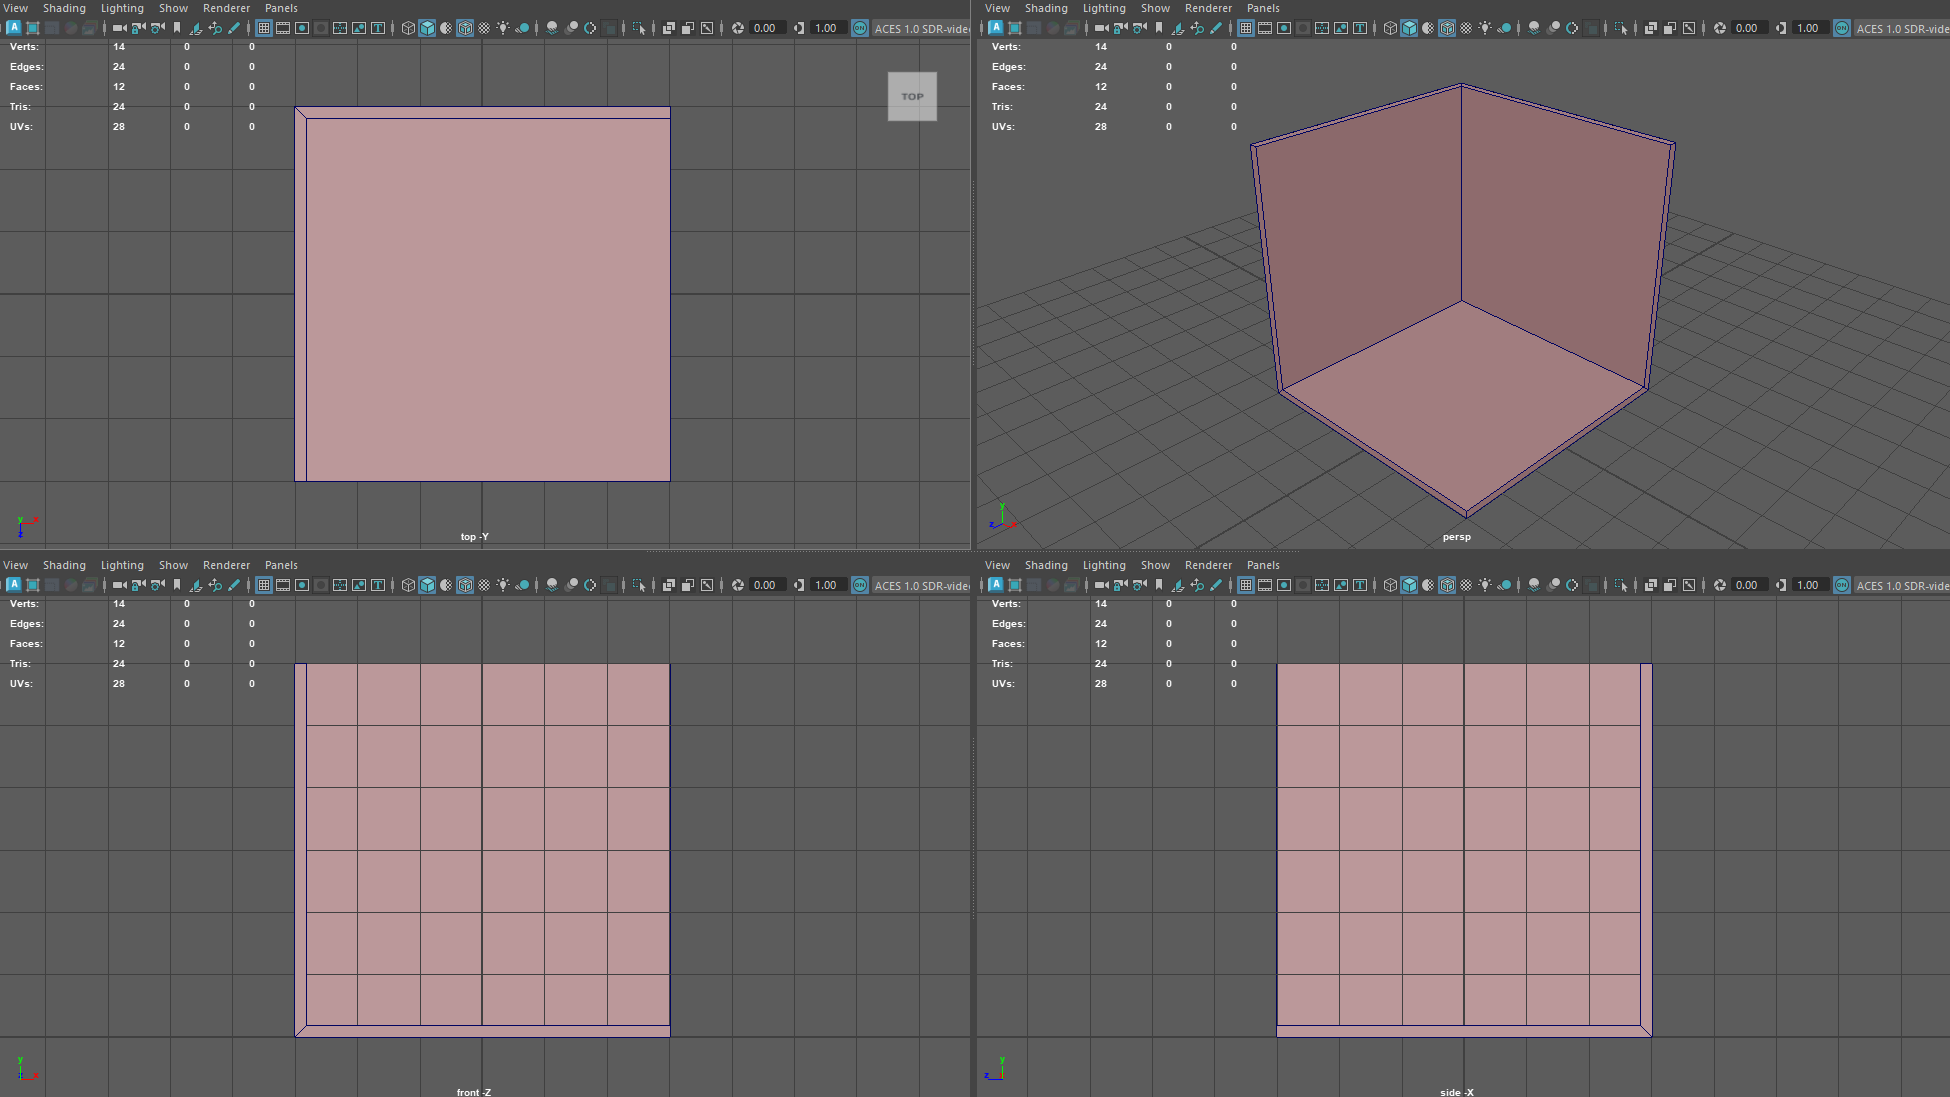 View Shading Lighting Show Renderer Panels
A T 0.00 1.00 ON ACES 1.0 SDR-video
Verts: 14 0 0
Edges: 24 0 0
Faces: 12 0 0
Tris: 24 0 0
UVs: 28 0 0
TOP
y x z
top -Y
View Shading Lighting Show Renderer Panels
A T 0.00 1.00 ON ACES 1.0 SDR-vide
Verts: 14 0 0
Edges: 24 0 0
Faces: 12 0 0
Tris: 24 0 0
UVs: 28 0 0
y z x
persp
View Shading Lighting Show Renderer Panels
A T 0.00 1.00 ON ACES 1.0 SDR-video
Verts: 14 0 0
Edges: 24 0 0
Faces: 12 0 0
Tris: 24 0 0
UVs: 28 0 0
y z x
front -Z
View Shading Lighting Show Renderer Panels
A T 0.00 1.00 ON ACES 1.0 SDR-vide
Verts: 14 0 0
Edges: 24 0 0
Faces: 12 0 0
Tris: 24 0 0
UVs: 28 0 0
y z
side -X